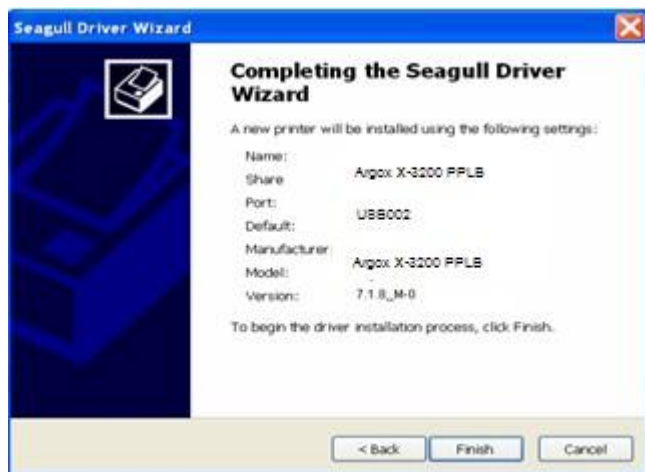 Seagull Driver Wizard
Completing the Seagull Driver
Wizard
A new printer will be installed using the following settings:
Name:
Share
Argox X-3200 PPLB
Port:
USB002
Default:
Manufacturer:
Argox X-3200 PPLB
Model:
Version: 7.1.8_M-0
To begin the driver installation process, click Finish.
< Back Finish Cancel